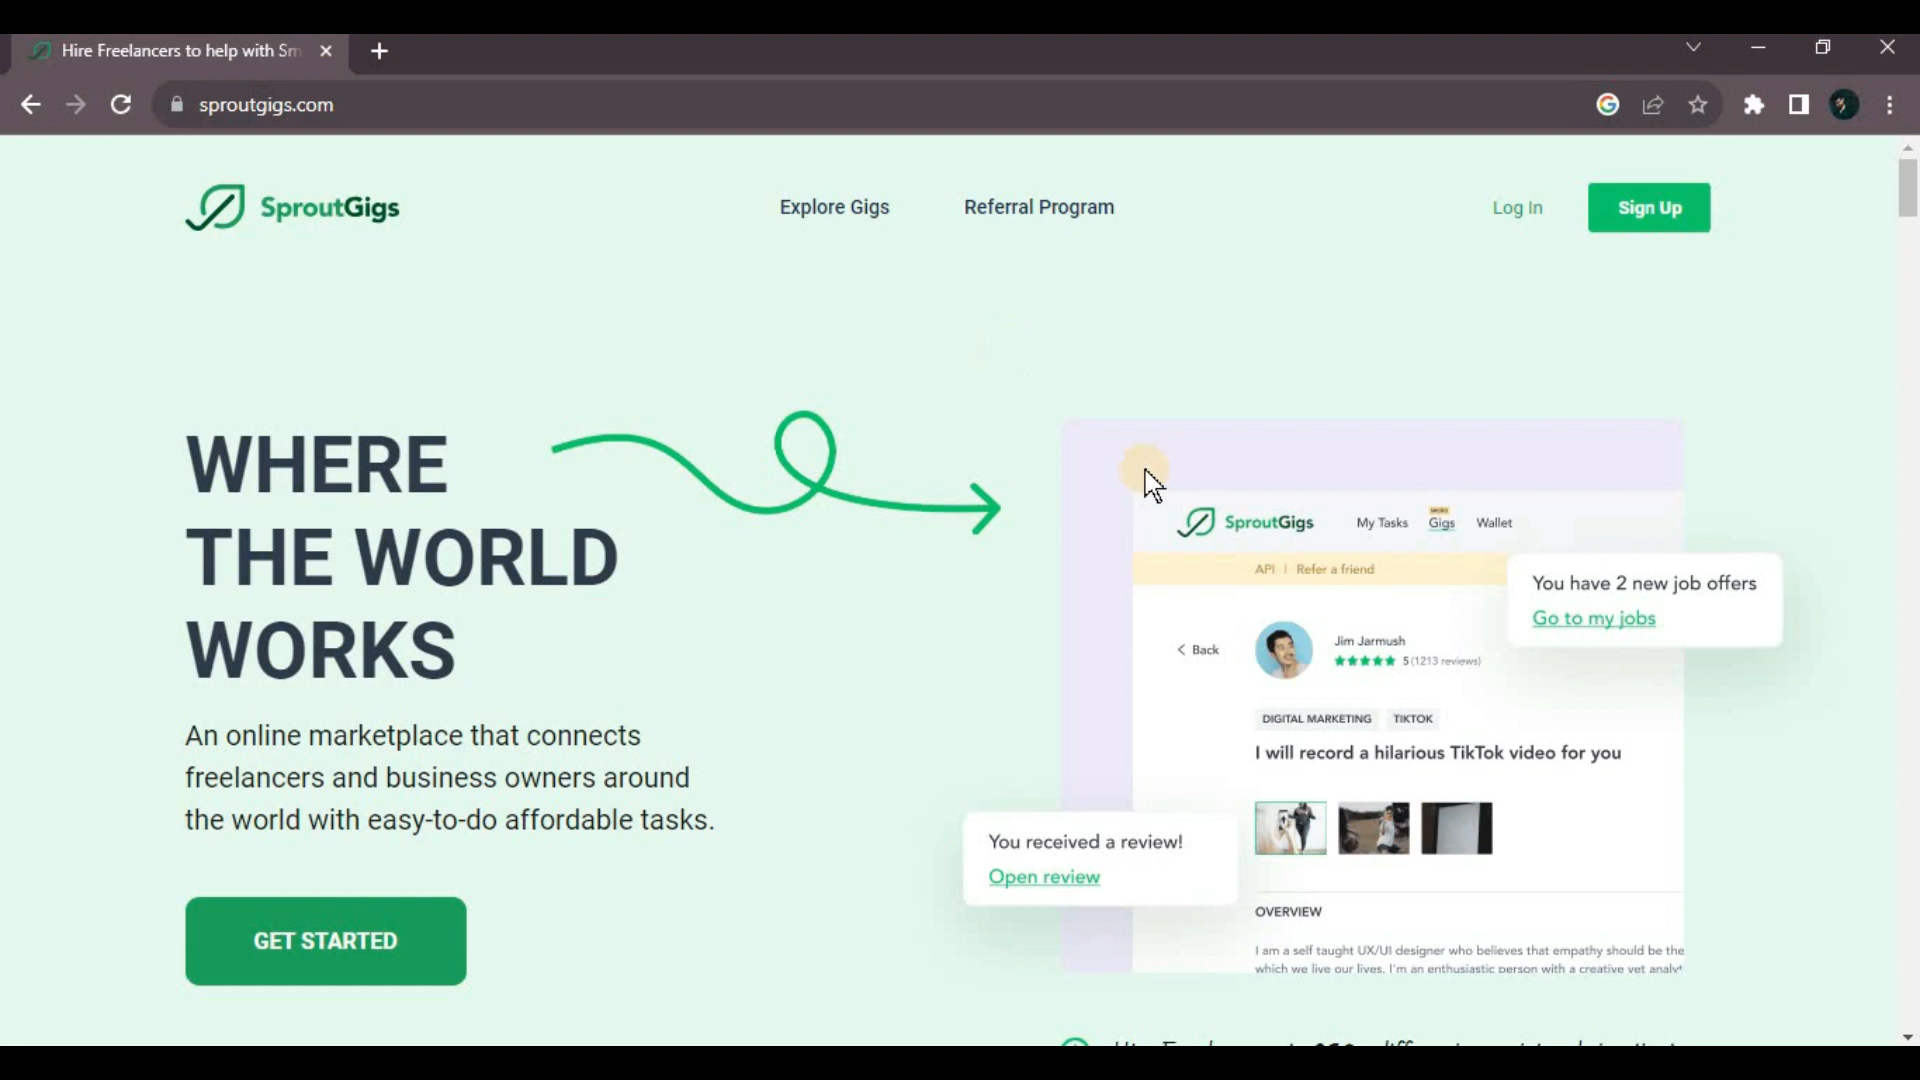 Hire Freelancers to help with Sm
sproutgigs.com
SproutGigs
Explore Gigs
Referral Program
Log In
Sign Up
WHERE
THE WORLD
WORKS
An online marketplace that connects
freelancers and business owners around
the world with easy-to-do affordable tasks.
GET STARTED
SproutGigs
My Tasks
Gigs
Wallet
API | Refer a friend
You have 2 new job offers
Go to my jobs
< Back
Jim Jarmush
5 (1213 reviews)
DIGITAL MARKETING TIKTOK
I will record a hilarious TikTok video for you
You received a review!
Open review
OVERVIEW
I am a self taught UX/UI designer who believes that empathy should be the
which we live our lives. I'm an enthusiastic person with a creative yet analyt